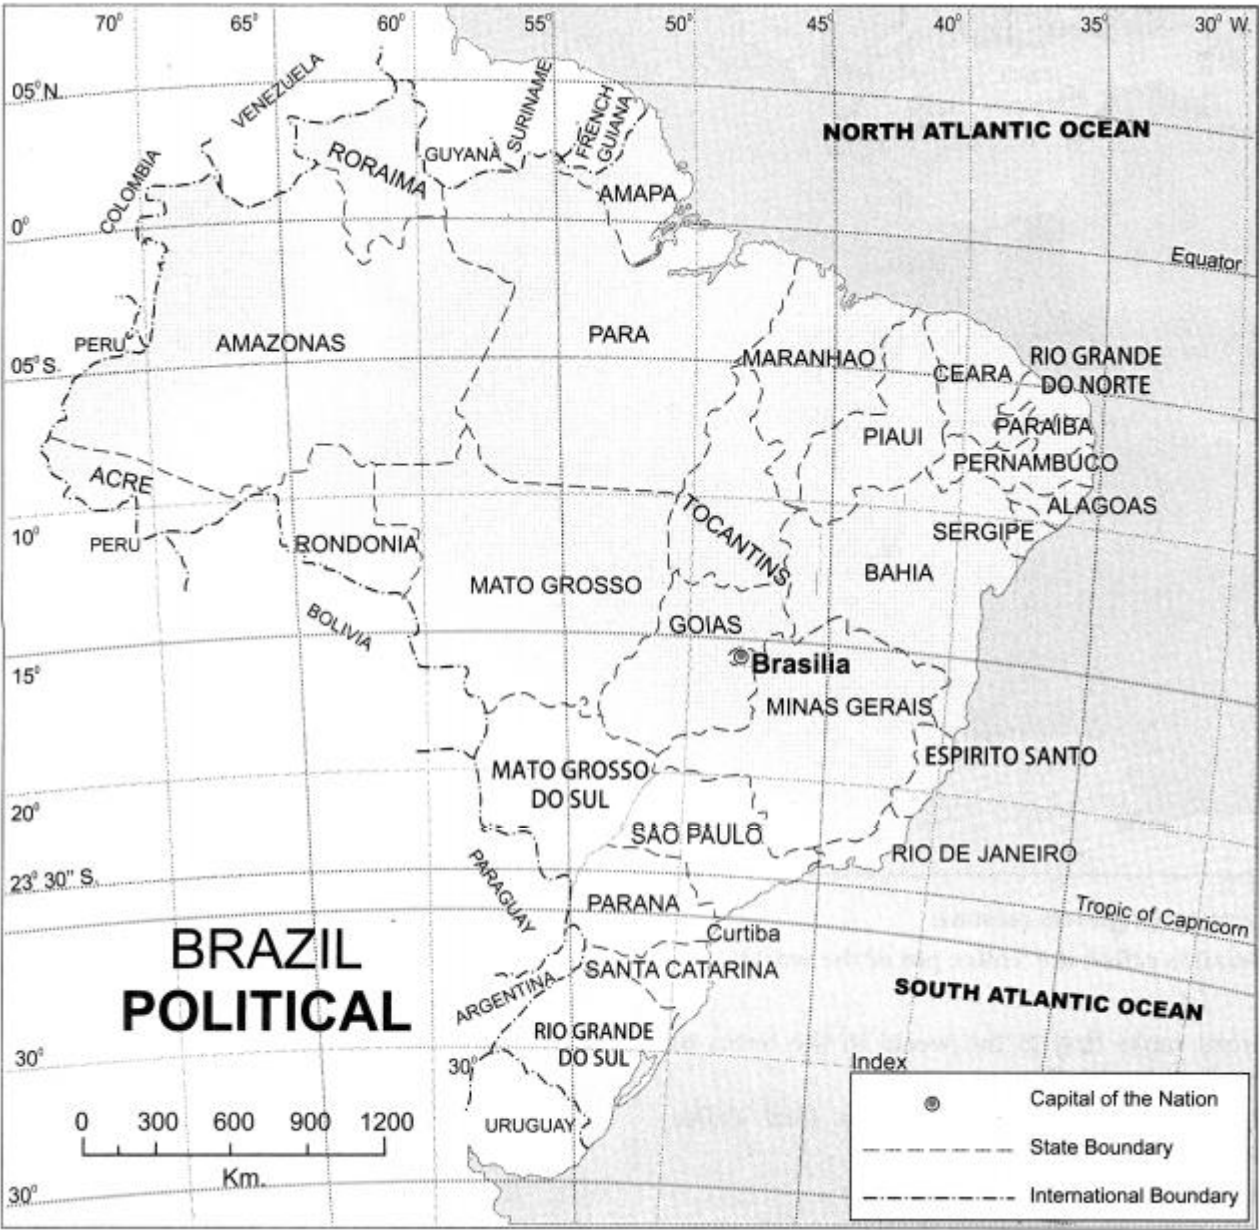 70° 65° 60° 55° 50° 45° 40° 35° 30° W.
05° N.
VENEZUELA
SURINAME
FRENCH
GUIANA
NORTH ATLANTIC OCEAN
COLOMBIA
RORAIMA
GUYANA
AMAPA
0°
Equator
PERU
AMAZONAS
PARA
MARANHAO
CEARA
RIO GRANDE
DO NORTE
05° S.
PIAUI
PARAIBA
PERNAMBUCO
ACRE
ALAGOAS
SERGIPE
10°
PERU
RONDONIA
TOCANTINS
BAHIA
MATO GROSSO
BOLIVIA
GOIAS
Brasilia
15°
MINAS GERAIS
ESPIRITO SANTO
MATO GROSSO
DO SUL
20°
SAO PAULO
RIO DE JANEIRO
PARAGUAY
23° 30" S.
PARANA
Tropic of Capricorn
Curtiba
BRAZIL
POLITICAL
SANTA CATARINA
ARGENTINA
SOUTH ATLANTIC OCEAN
RIO GRANDE
DO SUL
30°
30°
URUGUAY
0 300 600 900 1200
Km.
30°
Index
Capital of the Nation
State Boundary
International Boundary